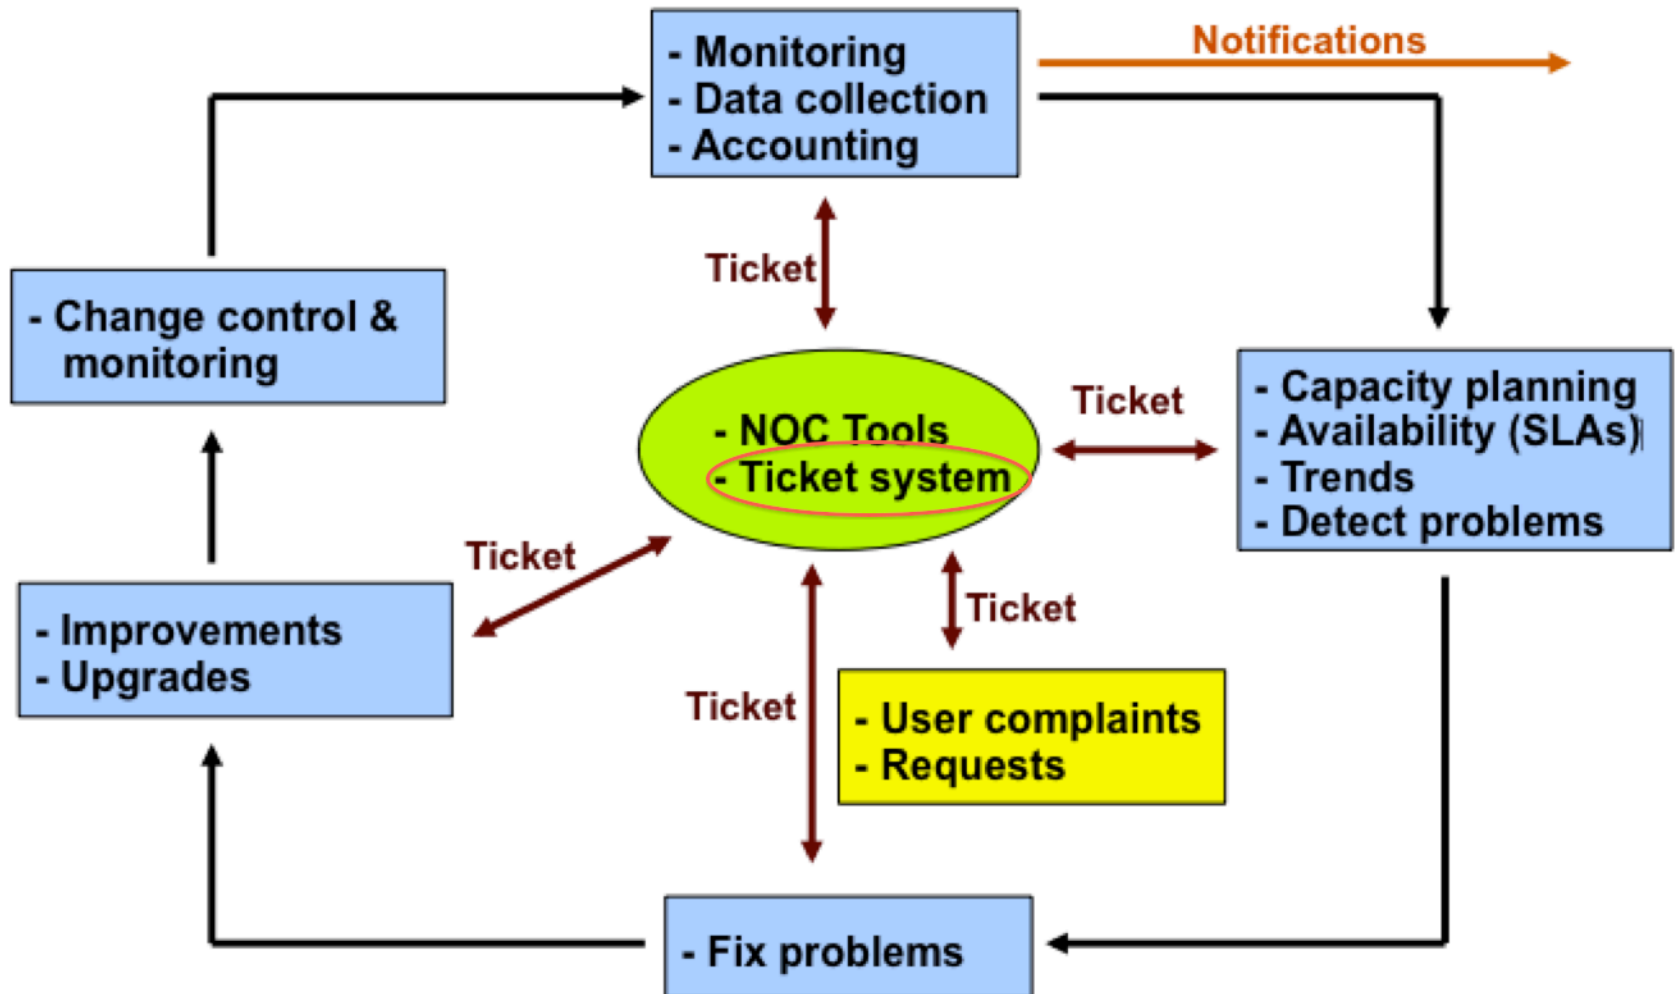 - Monitoring
- Data collection
- Accounting
Notifications
Ticket
- Change control &
monitoring
- NOC Tools
- Ticket system
Ticket
- Capacity planning
- Availability (SLAs)
- Trends
- Detect problems
Ticket
- Improvements
- Upgrades
Ticket
Ticket
- User complaints
- Requests
- Fix problems